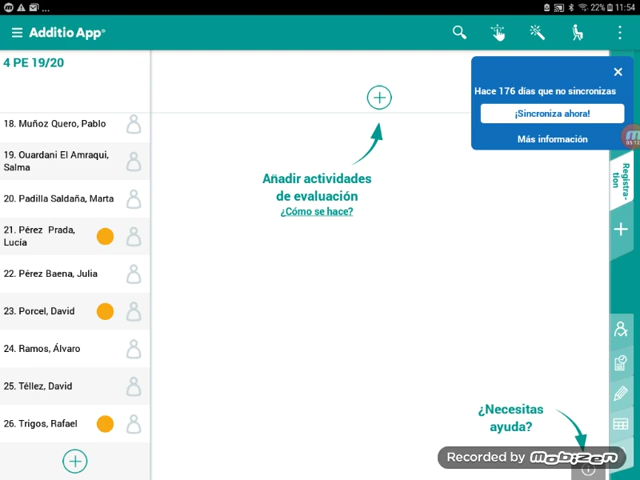 22% 11:54
Additio App®
4 PE 19/20
Hace 176 días que no sincronizas
¡Sincroniza ahora!
Más información
18. Muñoz Quero, Pablo
19. Ouardani El Amraqui,
Salma
20. Padilla Saldaña, Marta
21. Pérez Prada,
Lucía
22. Pérez Baena, Julia
23. Porcel, David
24. Ramos, Álvaro
25. Téllez, David
26. Trigos, Rafael
Añadir actividades
de evaluación
¿Cómo se hace?
Registra-
tion
¿Necesitas
ayuda?
Recorded by Mobizen